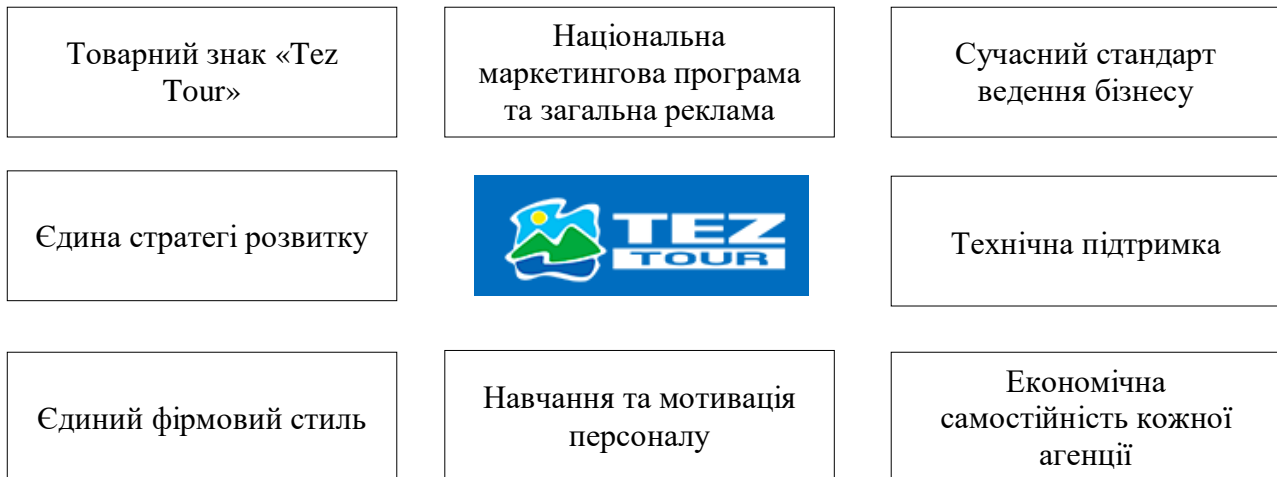 Товарний знак «Tez
Tour»
Національна
маркетингова програма
та загальна реклама
Сучасний стандарт
ведення бізнесу
Єдина стратегі розвитку
TEZ
TOUR
Технічна підтримка
Єдиний фірмовий стиль
Навчання та мотивація
персоналу
Економічна
самостійність кожної
агенції